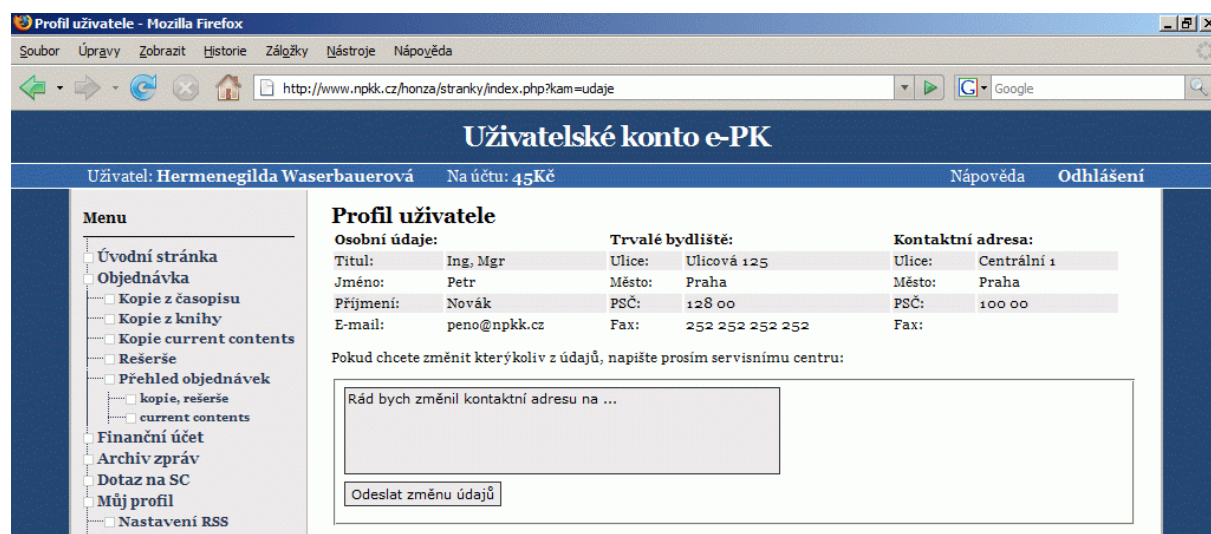 Profil uživatele - Mozilla Firefox
Soubor Úpravy Zobrazit Historie Záložky Nástroje Nápověda
http://www.npkk.cz/honza/stranky/index.php?kam=udaje
G Google
Uživatelské konto e-PK
Uživatel: Hermenegilda Waserbauerová Na účtu: 45Kč Nápověda Odhlášení
Menu
Úvodní stránka
Objednávka
Kopie z časopisu
Kopie z knihy
Kopie current contents
Rešerše
Přehled objednávek
kopie, rešerše
current contents
Finanční účet
Archiv zpráv
Dotaz na SC
Můj profil
Nastavení RSS
Profil uživatele
Osobní údaje: Trvalé bydliště: Kontaktní adresa:
Titul: Ing, Mgr Ulice: Ulicová 125 Ulice: Centrální 1
Jméno: Petr Město: Praha Město: Praha
Příjmení: Novák PSČ: 128 00 PSČ: 100 00
E-mail: peno@npkk.cz Fax: 252 252 252 252 Fax:
Pokud chcete změnit kterýkoliv z údajů, napište prosím servisnímu centru:
Rád bych změnil kontaktní adresu na ...
Odeslat změnu údajů